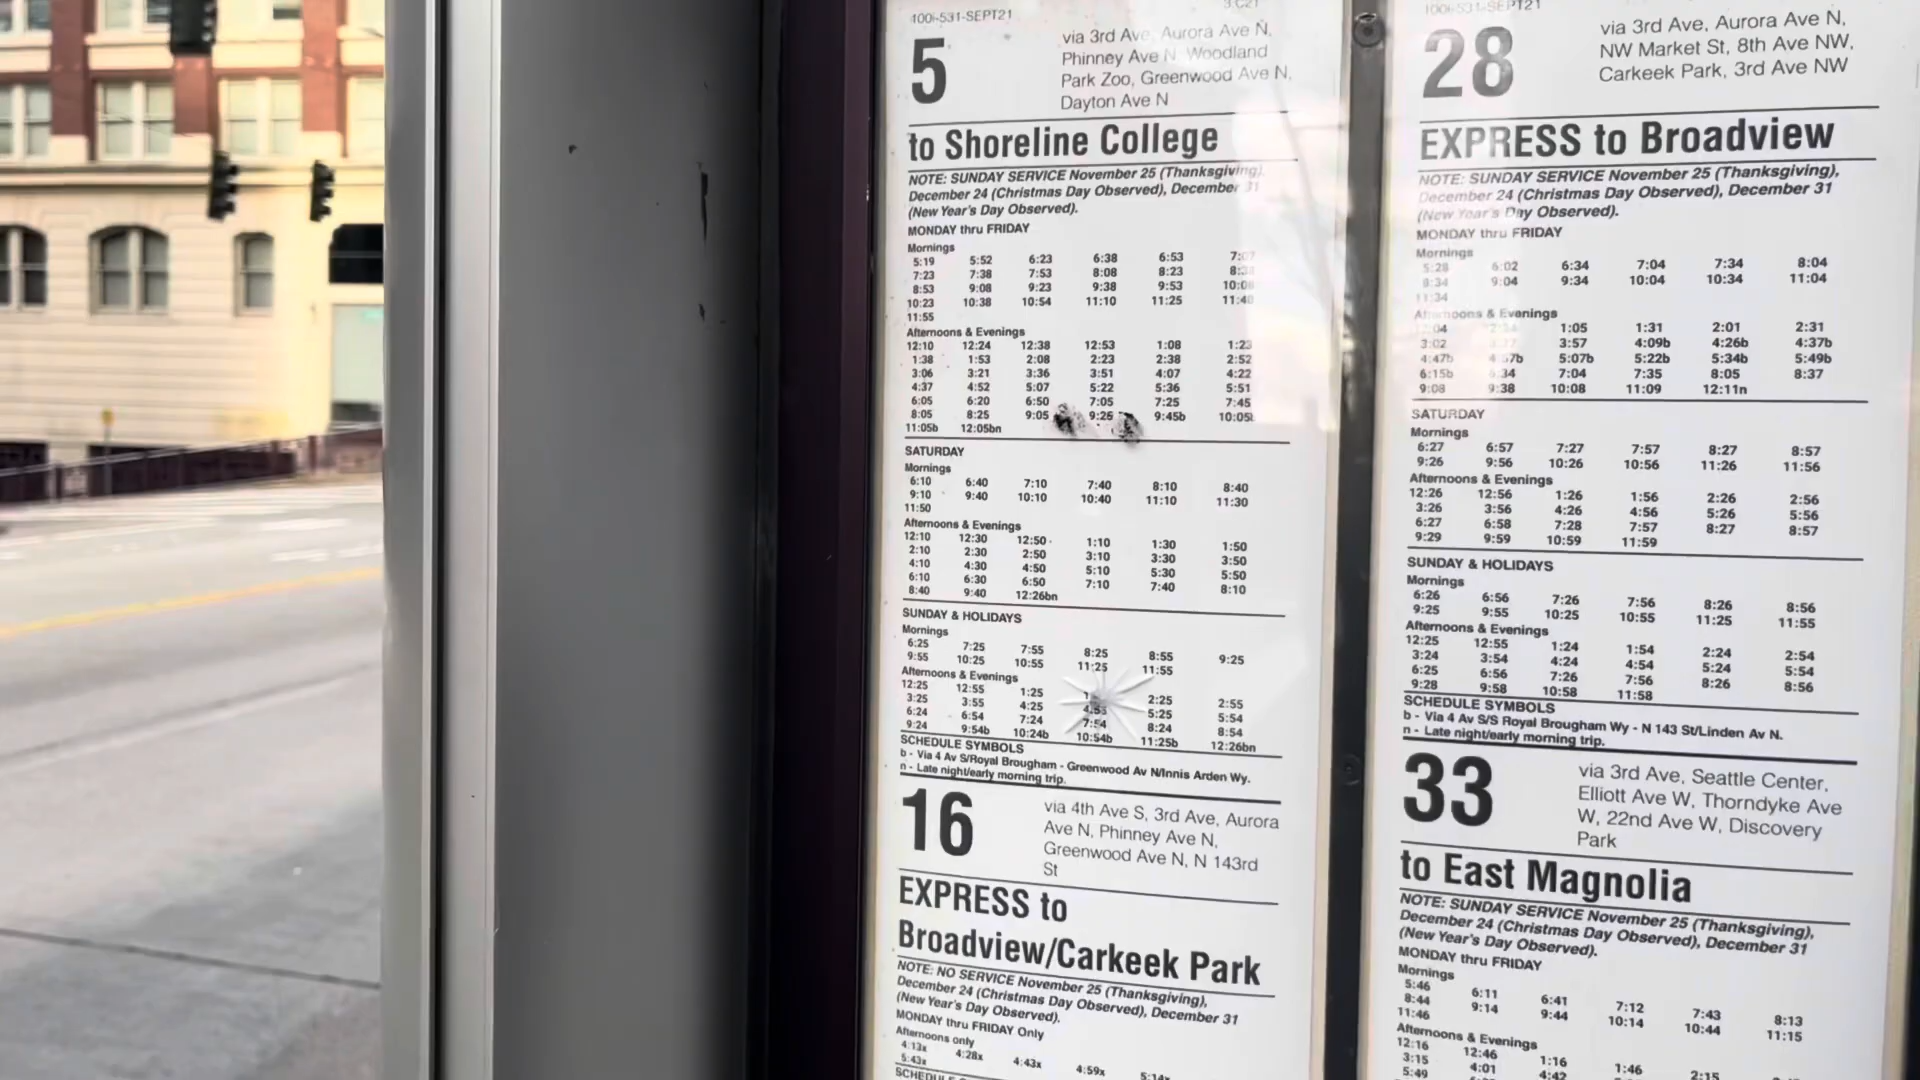 100i-531-SEPT21
5
via 3rd Ave, Aurora Ave N,
Phinney Ave N, Woodland
Park Zoo, Greenwood Ave N,
Dayton Ave N
to Shoreline College
NOTE: SUNDAY SERVICE November 25 (Thanksgiving),
December 24 (Christmas Day Observed), December 31
(New Year's Day Observed).
MONDAY thru FRIDAY
Mornings
5:19 5:52 6:23 6:38 6:53
7:23 7:38 7:53 8:08 8:23
8:53 9:08 9:23 9:38 9:53 10:08
10:23 10:38 10:54 11:10 11:25 11:40
11:55
Afternoons & Evenings
12:10 12:24 12:38 12:53 1:08 1:23
1:38 1:53 2:08 2:23 2:38 2:52
3:06 3:21 3:36 3:51 4:07 4:22
4:37 4:52 5:07 5:22 5:36 5:51
6:05 6:20 6:50 7:05 7:25 7:45
8:05 8:25 9:05 9:25 9:45b
11:05b 12:05bn
SATURDAY
Mornings
6:10 6:40 7:10 7:40 8:10 8:40
9:10 9:40 10:10 10:40 11:10 11:30
11:50
Afternoons & Evenings
12:10 12:30 12:50 1:10 1:30 1:50
2:10 2:30 2:50 3:10 3:30 3:50
4:10 4:30 4:50 5:10 5:30 5:50
6:10 6:30 6:50 7:10 7:40 8:10
8:40 9:40 12:26bn
SUNDAY & HOLIDAYS
Mornings
6:25 7:25 7:55 8:25 8:55 9:25
9:55 10:25 10:55 11:25 11:55
Afternoons & Evenings
12:25 12:55 1:25 2:25 2:55
3:25 3:55 4:25 4:55 5:25 5:54
6:24 6:54 7:24 7:54 8:24 8:54
9:24 9:54b 10:24b 10:54b 11:25b 12:26bn
SCHEDULE SYMBOLS
b - Via 4 Av S/Royal Brougham - Greenwood Av N/Innis Arden Wy.
n - Late night/early morning trip.
16
via 4th Ave S, 3rd Ave, Aurora
Ave N, Phinney Ave N,
Greenwood Ave N, N 143rd
St
EXPRESS to
Broadview/Carkeek Park
NOTE: NO SERVICE November 25 (Thanksgiving),
December 24 (Christmas Day Observed), December 31
(New Year's Day Observed).
MONDAY thru FRIDAY Only
Afternoons only
4:13x 4:28x 4:43x 4:59x 5:14x
5:43x
100i-531-SEPT21
28
via 3rd Ave, Aurora Ave N,
NW Market St, 8th Ave NW,
Carkeek Park, 3rd Ave NW
EXPRESS to Broadview
NOTE: SUNDAY SERVICE November 25 (Thanksgiving),
December 24 (Christmas Day Observed), December 31
(New Year's Day Observed).
MONDAY thru FRIDAY
Mornings
5:28 6:02 6:34 7:04 7:34 8:04
8:34 9:04 9:34 10:04 10:34 11:04
11:34
Afternoons & Evenings
1:05 1:31 2:01 2:31
3:02 3:57 4:09b 4:26b 4:37b
4:47b 4:57b 5:07b 5:22b 5:34b 5:49b
6:15b 6:34 7:04 7:35 8:05 8:37
9:08 9:38 10:08 11:09 12:11n
SATURDAY
Mornings
6:27 6:57 7:27 7:57 8:27 8:57
9:26 9:56 10:26 10:56 11:26 11:56
Afternoons & Evenings
12:26 12:56 1:26 1:56 2:26 2:56
3:26 3:56 4:26 4:56 5:26 5:56
6:27 6:58 7:28 7:57 8:27 8:57
9:29 9:59 10:59 11:59
SUNDAY & HOLIDAYS
Mornings
6:26 6:56 7:26 7:56 8:26 8:56
9:25 9:55 10:25 10:55 11:25 11:55
Afternoons & Evenings
12:25 12:55 1:24 1:54 2:24 2:54
3:24 3:54 4:24 4:54 5:24 5:54
6:25 6:56 7:26 7:56 8:26 8:56
9:28 9:58 10:58 11:58
SCHEDULE SYMBOLS
b - Via 4 Av S/S Royal Brougham Wy - N 143 St/Linden Av N.
n - Late night/early morning trip.
33
via 3rd Ave, Seattle Center,
Elliott Ave W, Thorndyke Ave
W, 22nd Ave W, Discovery
Park
to East Magnolia
NOTE: SUNDAY SERVICE November 25 (Thanksgiving),
December 24 (Christmas Day Observed), December 31
(New Year's Day Observed).
MONDAY thru FRIDAY
Mornings
5:46 6:11 6:41 7:12 7:43 8:13
8:44 9:14 9:44 10:14 10:44 11:15
11:46
Afternoons & Evenings
12:16 12:46 1:16 1:46 2:15
3:15 4:01 4:42
5:49